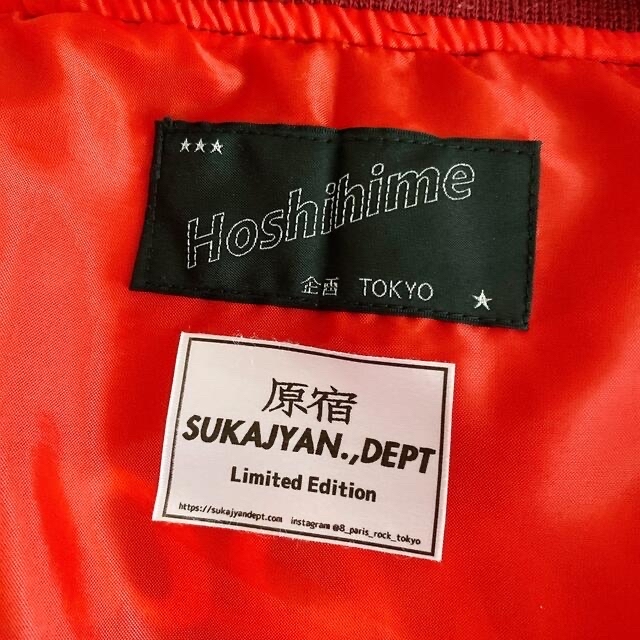 Hoshihime
企画 TOKYO
原宿
SUKAJYAN.,DEPT
Limited Edition
https://sukajyandept.com instagram @8_paris_rock_tokyo